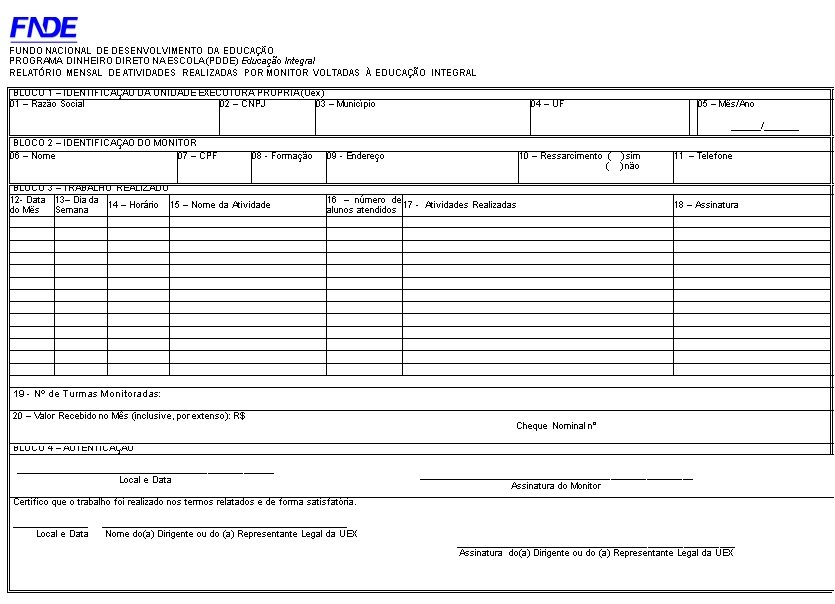 FNDE
FUNDO NACIONAL DE DESENVOLVIMENTO DA EDUCAÇÃO
PROGRAMA DINHEIRO DIRETO NA ESCOLA (PDDE) Educação Integral
RELATÓRIO MENSAL DE ATIVIDADES REALIZADAS POR MONITOR VOLTADAS À EDUCAÇÃO INTEGRAL
BLOCO 1 – IDENTIFICAÇÃO DA UNIDADE EXECUTORA PRÓPRIA (Uex)
01 – Razão Social 02 – CNPJ 03 – Município 04 – UF 05 – Mês/Ano
______/_______
BLOCO 2 – IDENTIFICAÇÃO DO MONITOR
06 – Nome 07 – CPF 08 - Formação 09 - Endereço 10 – Ressarcimento ( ) sim 11 – Telefone
( ) não
BLOCO 3 – TRABALHO REALIZADO
12- Data do Mês 13– Dia da Semana 14 – Horário 15 – Nome da Atividade 16 – número de alunos atendidos 17 - Atividades Realizadas 18 – Assinatura
19 - Nº de Turmas Monitoradas:
20 – Valor Recebido no Mês (inclusive, por extenso): R$
Cheque Nominal nº
BLOCO 4 – AUTENTICAÇÃO
Local e Data
Assinatura do Monitor
Certifico que o trabalho foi realizado nos termos relatados e de forma satisfatória.
Local e Data Nome do(a) Dirigente ou do (a) Representante Legal da UEX
Assinatura do(a) Dirigente ou do (a) Representante Legal da UEX